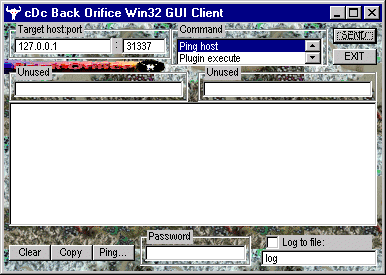 cDc Back Orifice Win32 GUI Client
Target host:port
Command
127.0.0.1 : 31337
Ping host
Plugin execute
SEND
EXIT
Unused
Unused
Password
Log to file:
Clear
Copy
Ping...
log